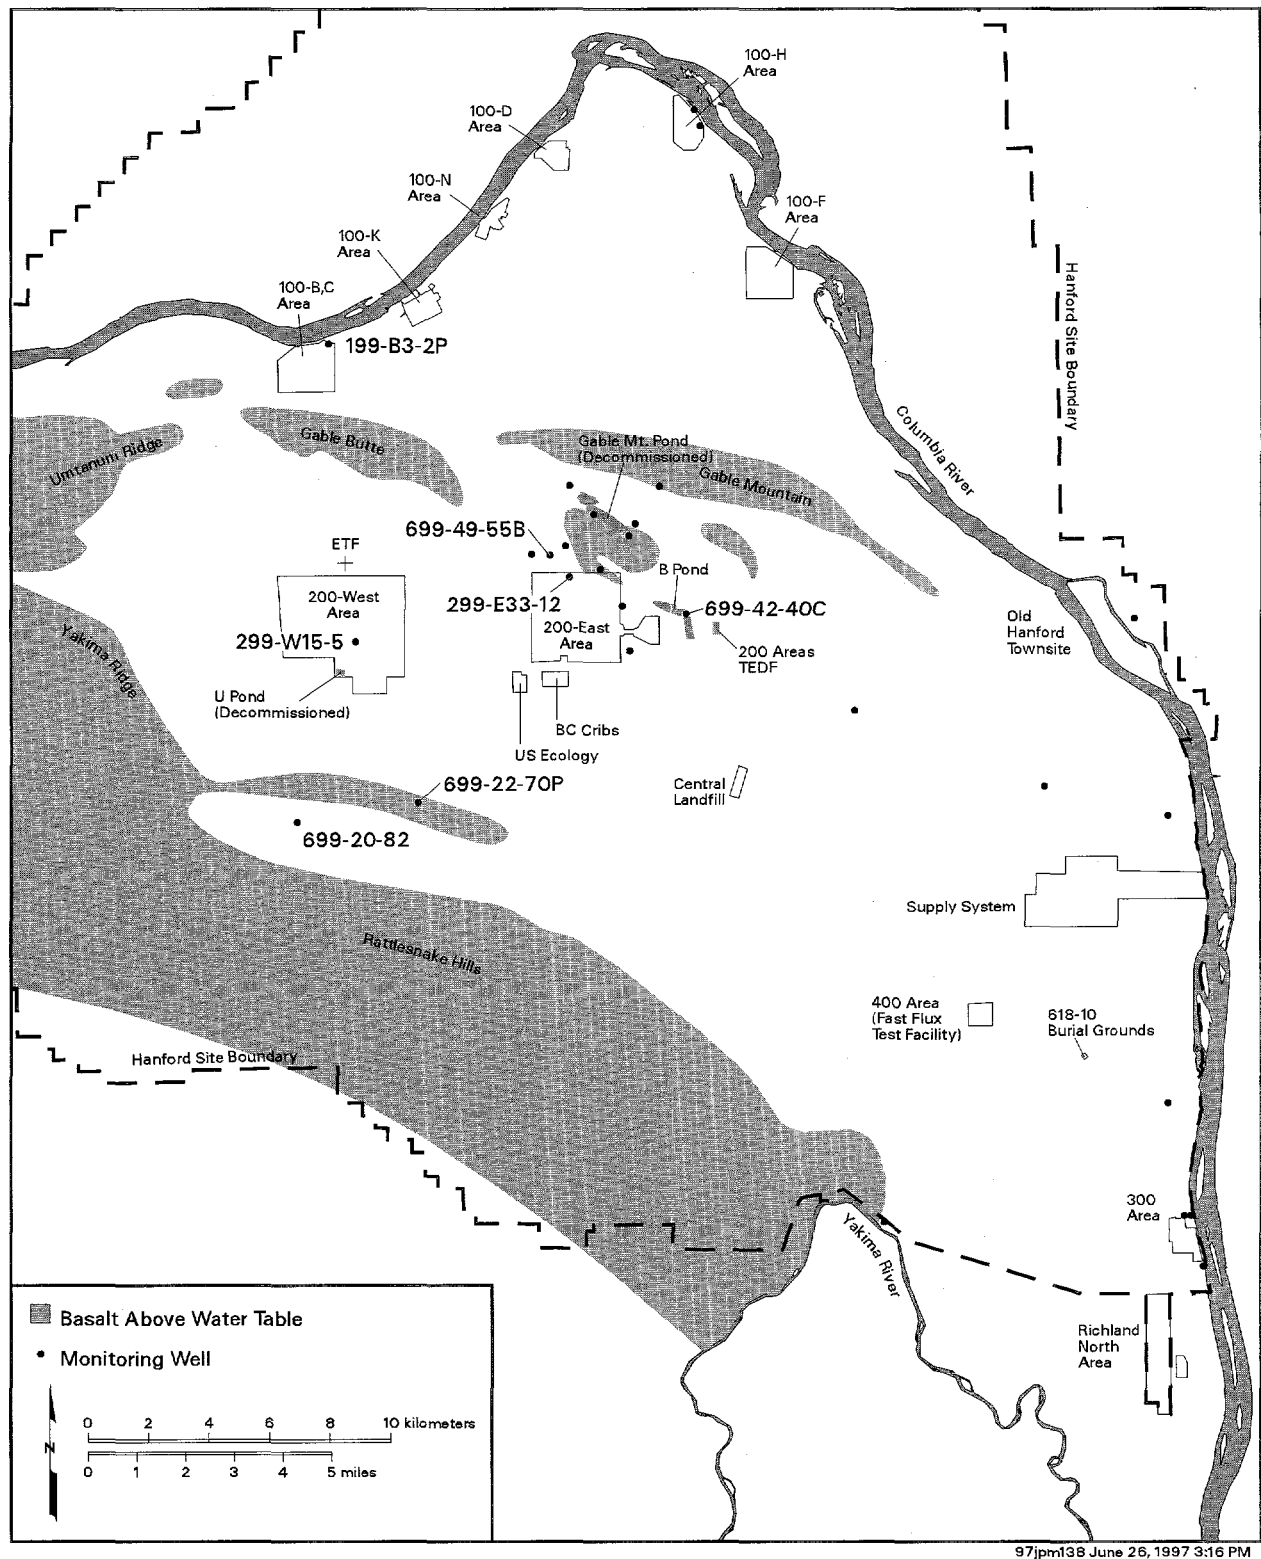 100-H
Area
100-D
Area
100-N
Area
100-F
Area
100-K
Area
100-B,C
Area
Hanford Site Boundary
199-B3-2P
Columbia River
Umtanum Ridge
Gable Butte
Gable Mt. Pond
(Decommissioned)
Gable Mountain
699-49-55B
ETF
B Pond
200-West
Area
299-E33-12
699-42-40C
Old
Hanford
Townsite
200-East
Area
299-W15-5
Yakima Ridge
200 Areas
TEDF
U Pond
(Decommissioned)
BC Cribs
US Ecology
699-22-70P
Central
Landfill
699-20-82
Supply System
Rattlesnake Hills
400 Area
(Fast Flux
Test Facility)
618-10
Burial Grounds
Hanford Site Boundary
300
Area
Yakima River
Basalt Above Water Table
Monitoring Well
Richland
North
Area
N
0 2 4 6 8 10 kilometers
0 1 2 3 4 5 miles
97jpm138 June 26, 1997 3:16 PM